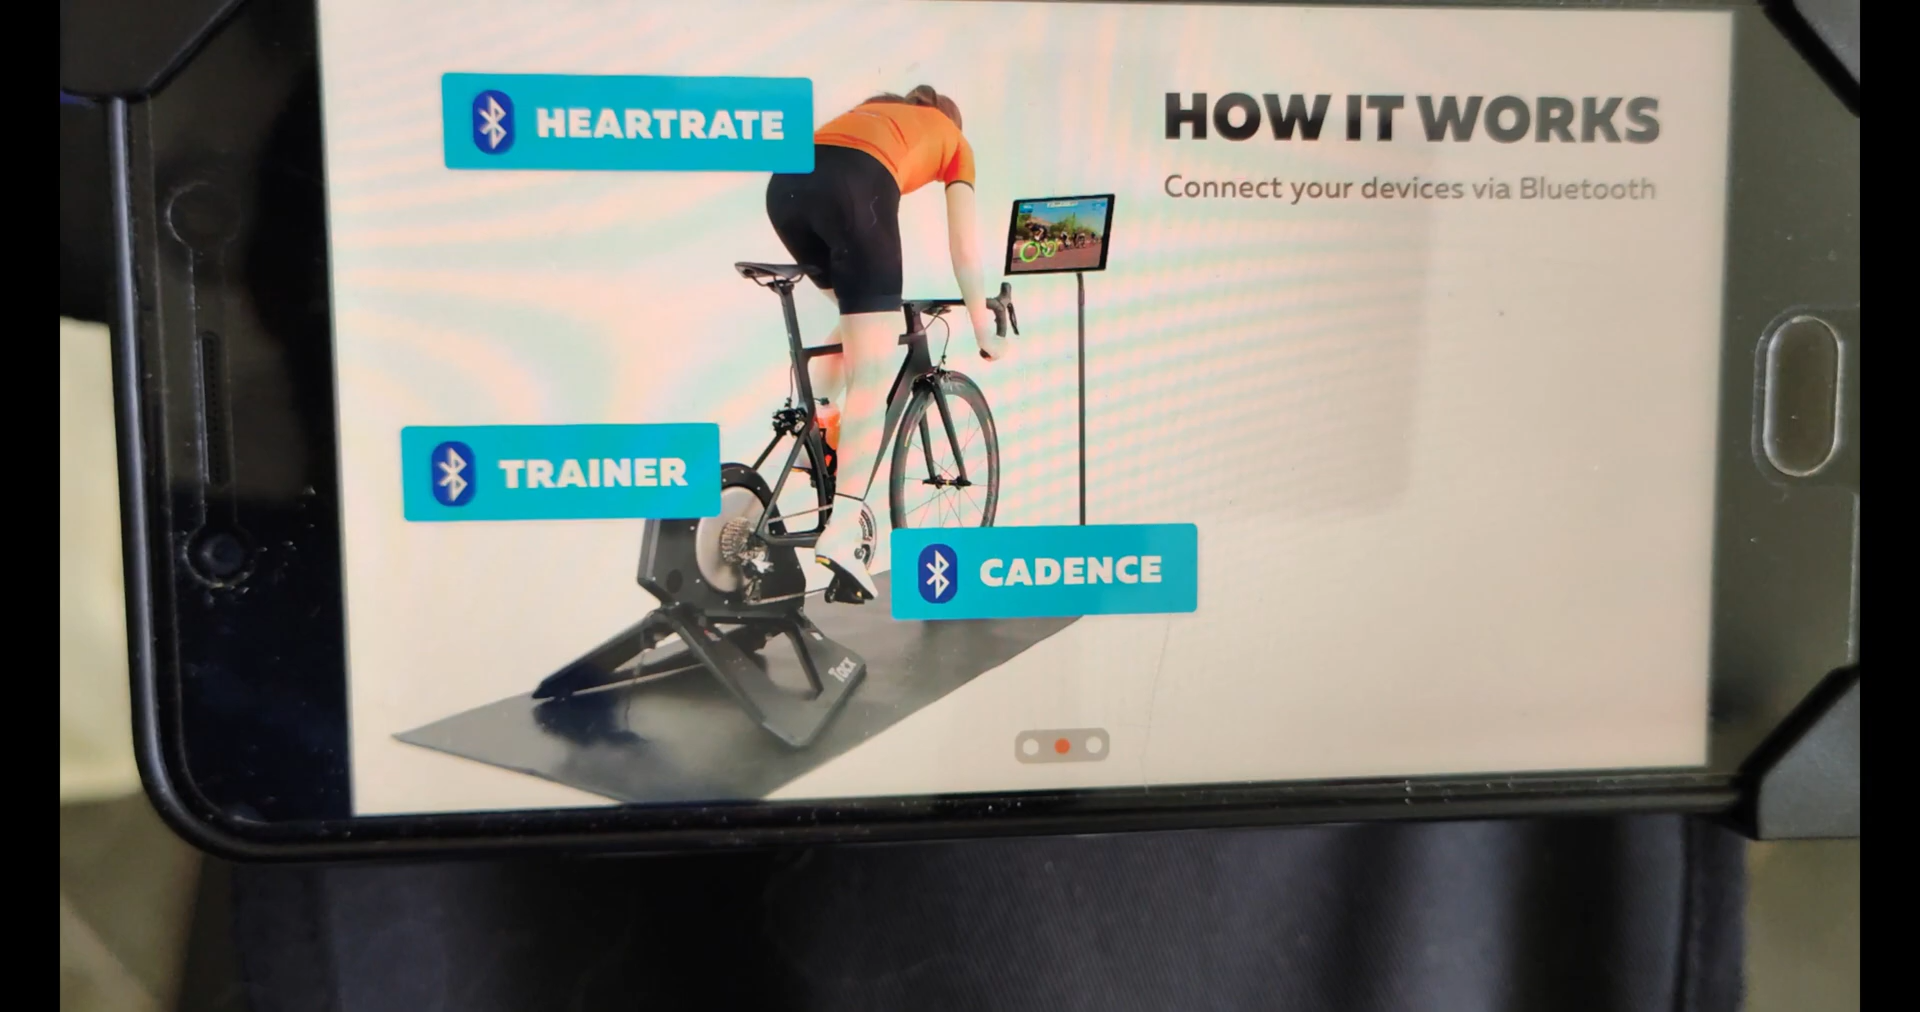 HEARTRATE
HOW IT WORKS
Connect your devices via Bluetooth
TRAINER
CADENCE
Tacx